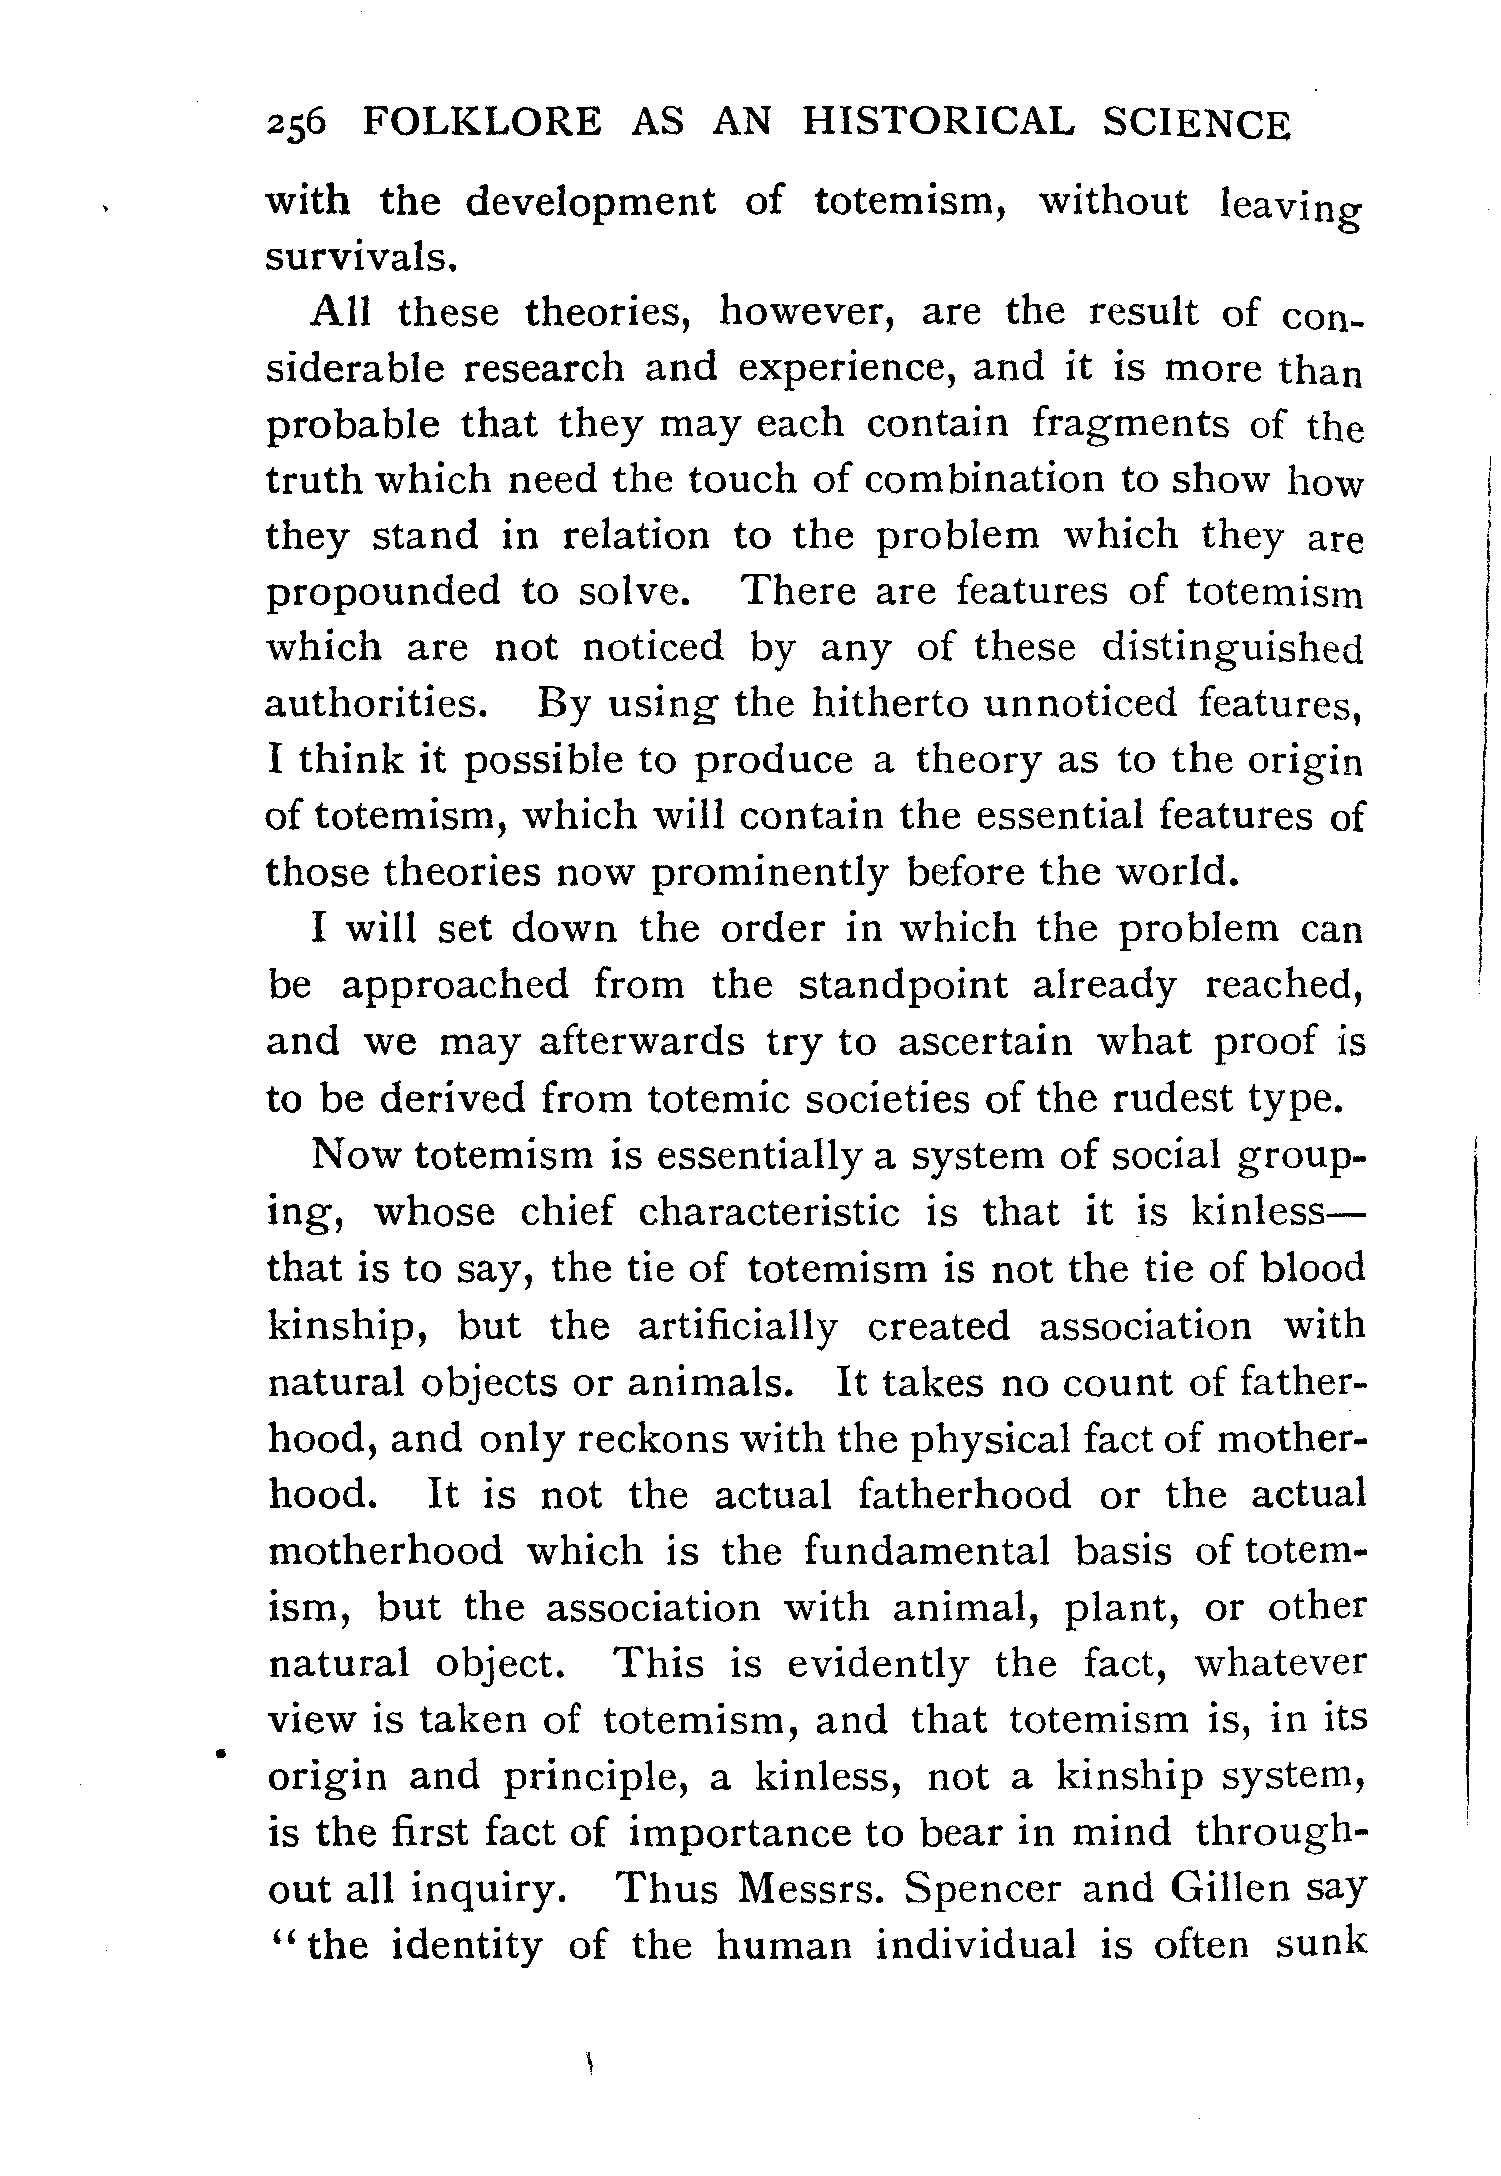 256 FOLKLORE AS AN HISTORICAL SCIENCE
with the development of totemism, without leaving
survivals.
All these theories, however, are the result of con-
siderable research and experience, and it is more than
probable that they may each contain fragments of the
truth which need the touch of combination to show how
they stand in relation to the problem which they are
propounded to solve. There are features of totemism
which are not noticed by any of these distinguished
authorities. By using the hitherto unnoticed features,
I think it possible to produce a theory as to the origin
of totemism, which will contain the essential features of
those theories now prominently before the world.
I will set down the order in which the problem can
be approached from the standpoint already reached,
and we may afterwards try to ascertain what proof is
to be derived from totemic societies of the rudest type.
Now totemism is essentially a system of social group-
ing, whose chief characteristic is that it is kinless—
that is to say, the tie of totemism is not the tie of blood
kinship, but the artificially created association with
natural objects or animals. It takes no count of father-
hood, and only reckons with the physical fact of mother-
hood. It is not the actual fatherhood or the actual
motherhood which is the fundamental basis of totem-
ism, but the association with animal, plant, or other
natural object. This is evidently the fact, whatever
view is taken of totemism, and that totemism is, in its
origin and principle, a kinless, not a kinship system,
is the first fact of importance to bear in mind through-
out all inquiry. Thus Messrs. Spencer and Gillen say
“the identity of the human individual is often sunk